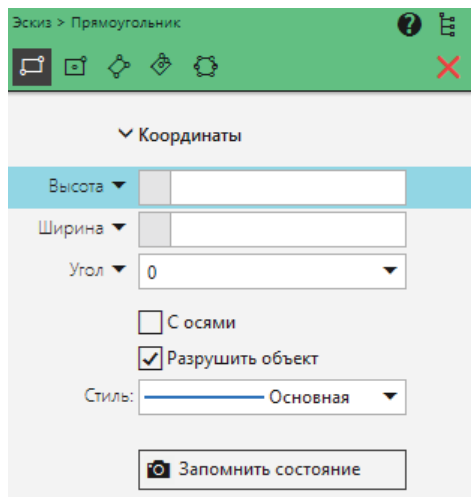 Эскиз > Прямоугольник
Координаты
Высота
Ширина
Угол 0
С осями
Разрушить объект
Стиль: Основная
Запомнить состояние